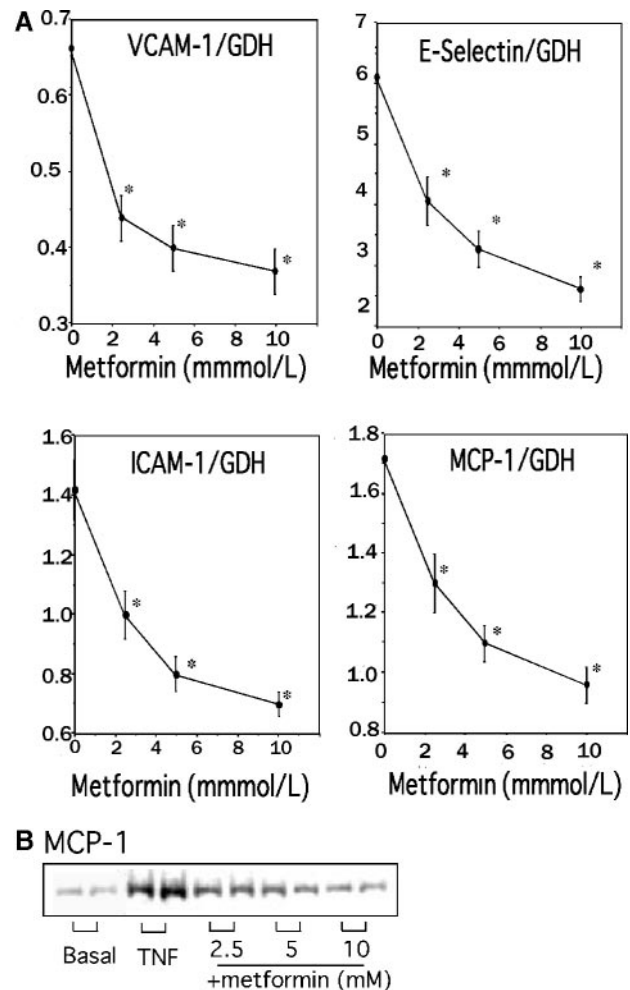 A
VCAM-1/GDH
0.7
0.6
0.5
0.4
0.3
0 2 4 6 8 10
Metformin (mmmol/L)
E-Selectin/GDH
7
6
5
4
3
2
0 2 4 6 8 10
Metformin (mmmol/L)
ICAM-1/GDH
1.6
1.4
1.2
1.0
0.8
0.6
0 2 4 6 8 10
Metformin (mmmol/L)
MCP-1/GDH
1.8
1.6
1.3
1.2
1.0
0.8
0 2 4 6 8 10
Metformin (mmmol/L)
B MCP-1
Basal TNF 2.5 5 10
+metformin (mM)